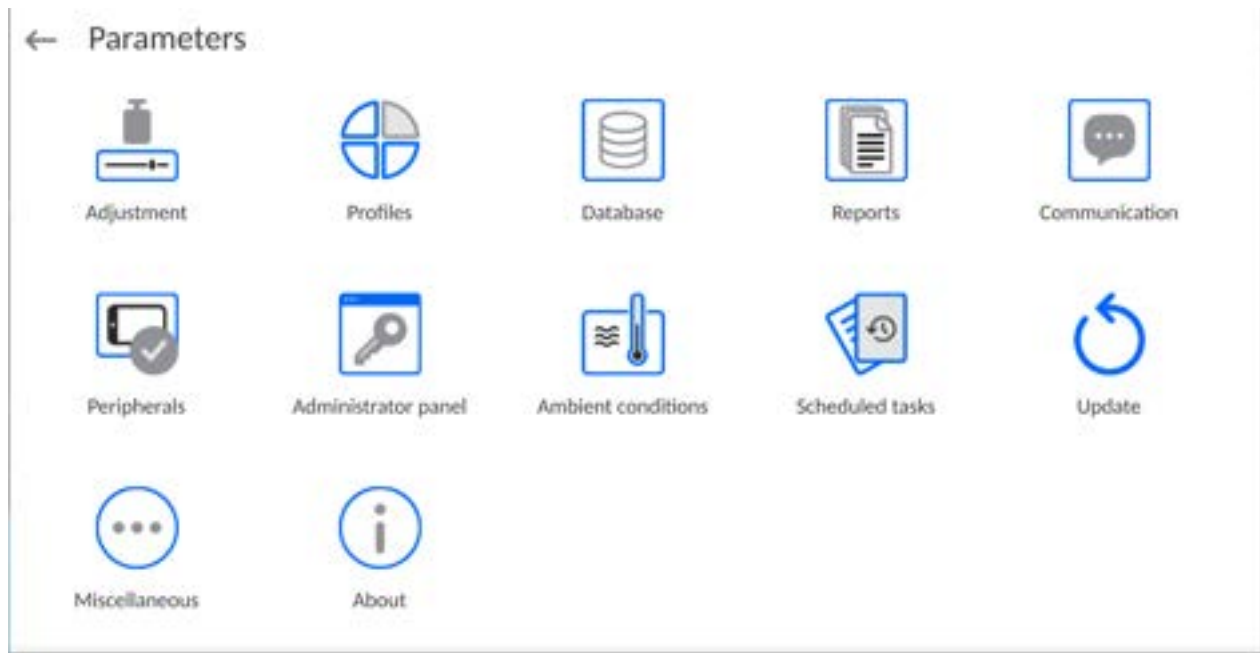 Parameters
Adjustment Profiles Database Reports Communication
Peripherals Administrator panel Ambient conditions Scheduled tasks Update
Miscellaneous About